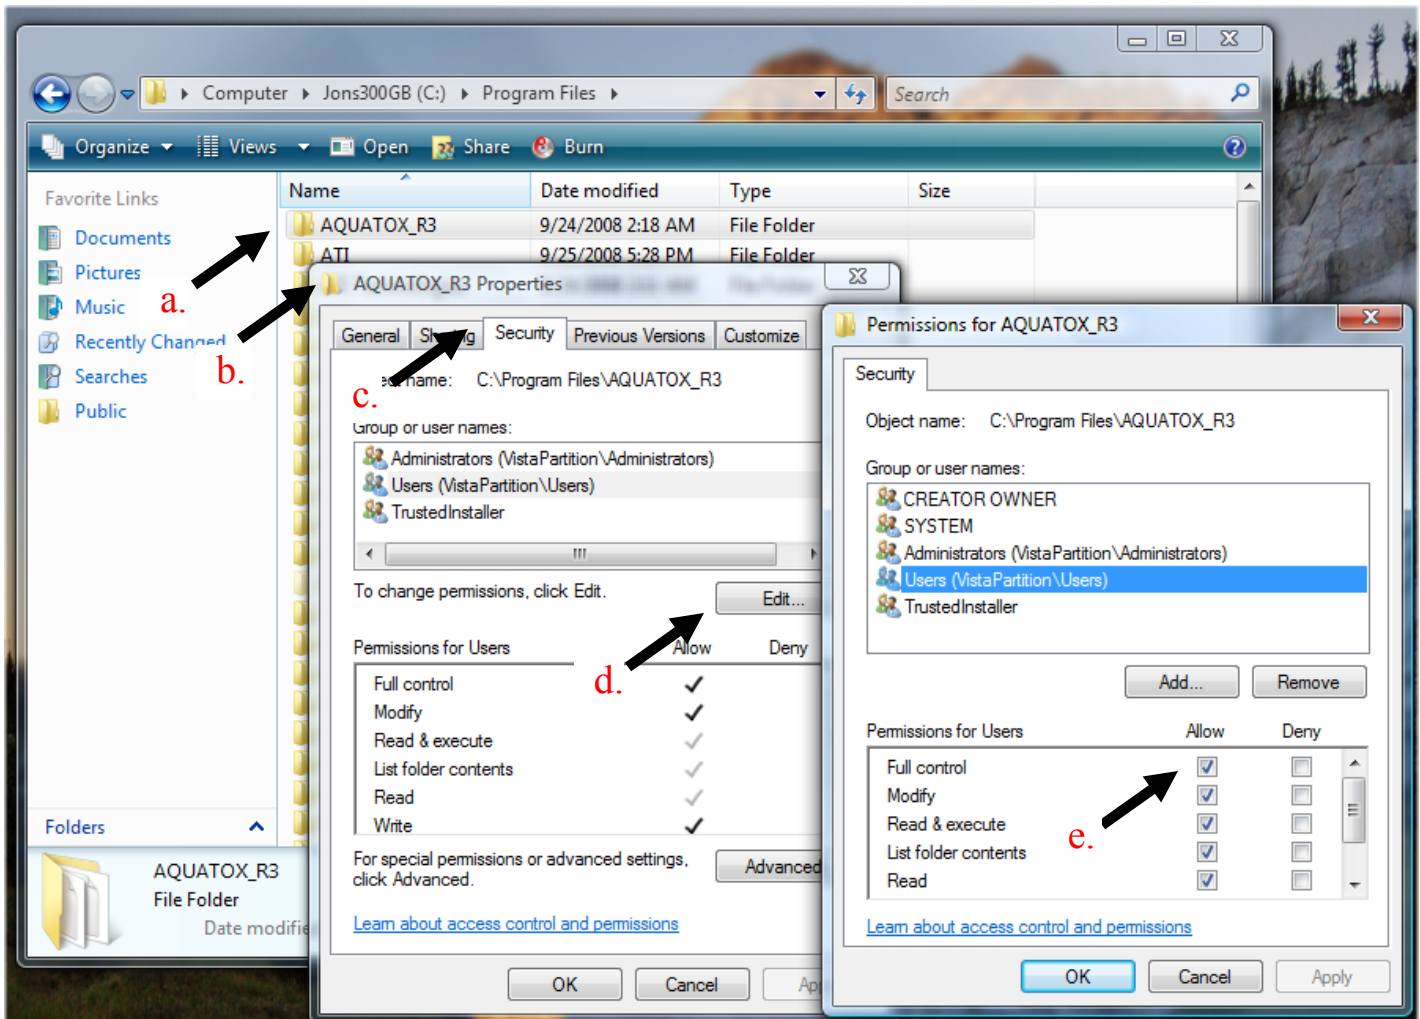 Computer ▸ Jons300GB (C:) ▸ Program Files ▸
Search
Organize Views Open Share Burn
Favorite Links
Documents
Pictures
Music
Recently Changed
Searches
Public
Folders
Name Date modified Type Size
AQUATOX_R3 9/24/2008 2:18 AM File Folder
ATI 9/25/2008 5:28 PM File Folder
a.
b.
c.
d.
e.
AQUATOX_R3
File Folder
Date modifie
AQUATOX_R3 Properties
General Sharing Security Previous Versions Customize
name: C:\Program Files\AQUATOX_R3
Group or user names:
Administrators (VistaPartition\Administrators)
Users (VistaPartition\Users)
TrustedInstaller
To change permissions, click Edit.
Edit...
Permissions for Users Allow Deny
Full control
Modify
Read & execute
List folder contents
Read
Write
For special permissions or advanced settings,
click Advanced.
Advanced
Learn about access control and permissions
OK Cancel Ap
Permissions for AQUATOX_R3
Security
Object name: C:\Program Files\AQUATOX_R3
Group or user names:
CREATOR OWNER
SYSTEM
Administrators (VistaPartition\Administrators)
Users (VistaPartition\Users)
TrustedInstaller
Add... Remove
Permissions for Users Allow Deny
Full control
Modify
Read & execute
List folder contents
Read
Learn about access control and permissions
OK Cancel Apply